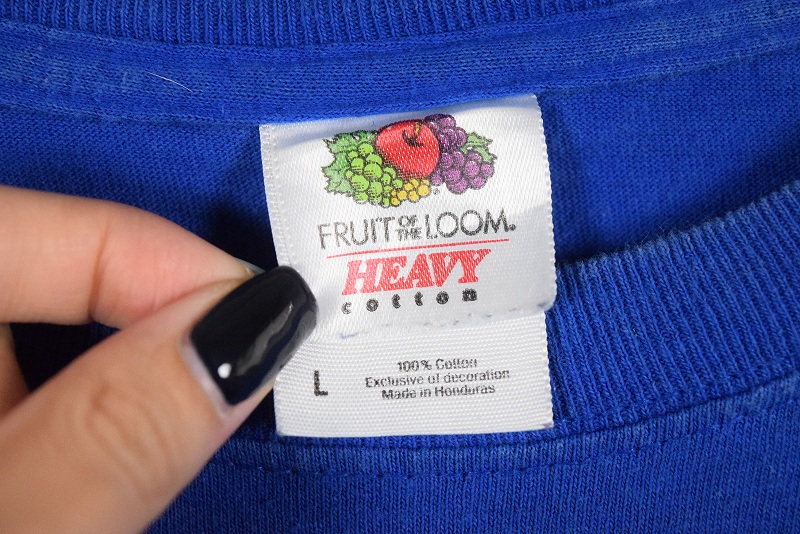 FRUIT OF THE LOOM®
HEAVY
cotton
L
100% Cotton
Exclusive of decoration
Made in Honduras